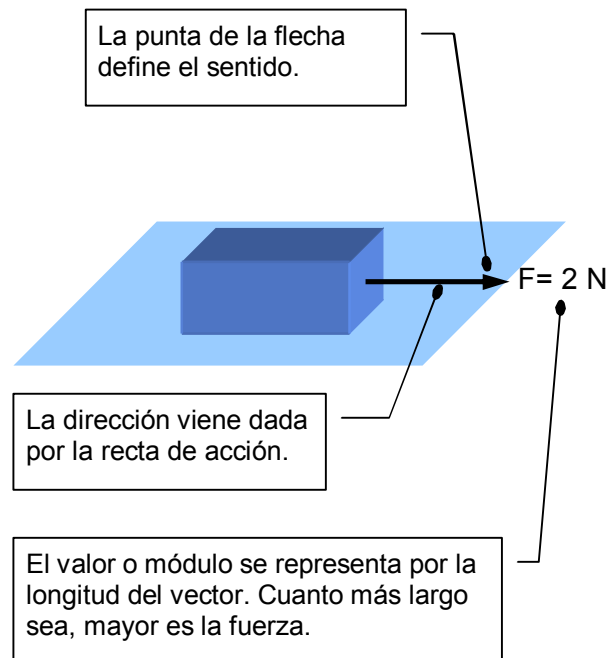 La punta de la flecha
define el sentido.
F= 2 N
La dirección viene dada
por la recta de acción.
El valor o módulo se representa por la
longitud del vector. Cuanto más largo
sea, mayor es la fuerza.